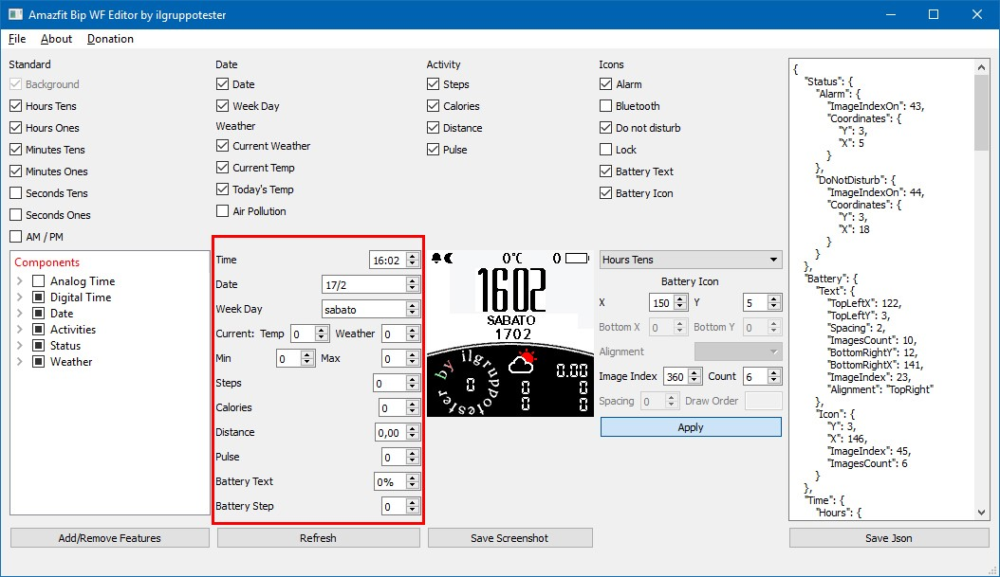 Amazfit Bip WF Editor by ilgruppotester
File About Donation
Standard
Background
Hours Tens
Hours Ones
Minutes Tens
Minutes Ones
Seconds Tens
Seconds Ones
AM / PM
Date
Date
Week Day
Weather
Current Weather
Current Temp
Today's Temp
Air Pollution
Activity
Steps
Calories
Distance
Pulse
Icons
Alarm
Bluetooth
Do not disturb
Lock
Battery Text
Battery Icon
Components
Analog Time
Digital Time
Date
Activities
Status
Weather
Add/Remove Features
Time 16:02
Date 17/2
Week Day sabato
Current: Temp 0 Weather 0
Min 0 Max 0
Steps 0
Calories 0
Distance 0,00
Pulse 0
Battery Text 0%
Battery Step 0
Refresh
0°C 0
1602
SABATO
1702
by ilgruppotester
0
0
0
0.00
0
0
Save Screenshot
Hours Tens
Battery Icon
X 150 Y 5
Bottom X 0 Bottom Y 0
Alignment
Image Index 360 Count 6
Spacing 0 Draw Order
Apply
{
"Status": {
"Alarm": {
"ImageIndexOn": 43,
"Coordinates": {
"Y": 3,
"X": 5
}
},
"DoNotDisturb": {
"ImageIndexOn": 44,
"Coordinates": {
"Y": 3,
"X": 18
}
}
},
"Battery": {
"Text": {
"TopLeftX": 122,
"TopLeftY": 3,
"Spacing": 2,
"ImagesCount": 10,
"BottomRightY": 12,
"BottomRightX": 141,
"ImageIndex": 23,
"Alignment": "TopRight"
},
"Icon": {
"Y": 3,
"X": 146,
"ImageIndex": 45,
"ImagesCount": 6
}
},
"Time": {
"Hours": {
Save Json